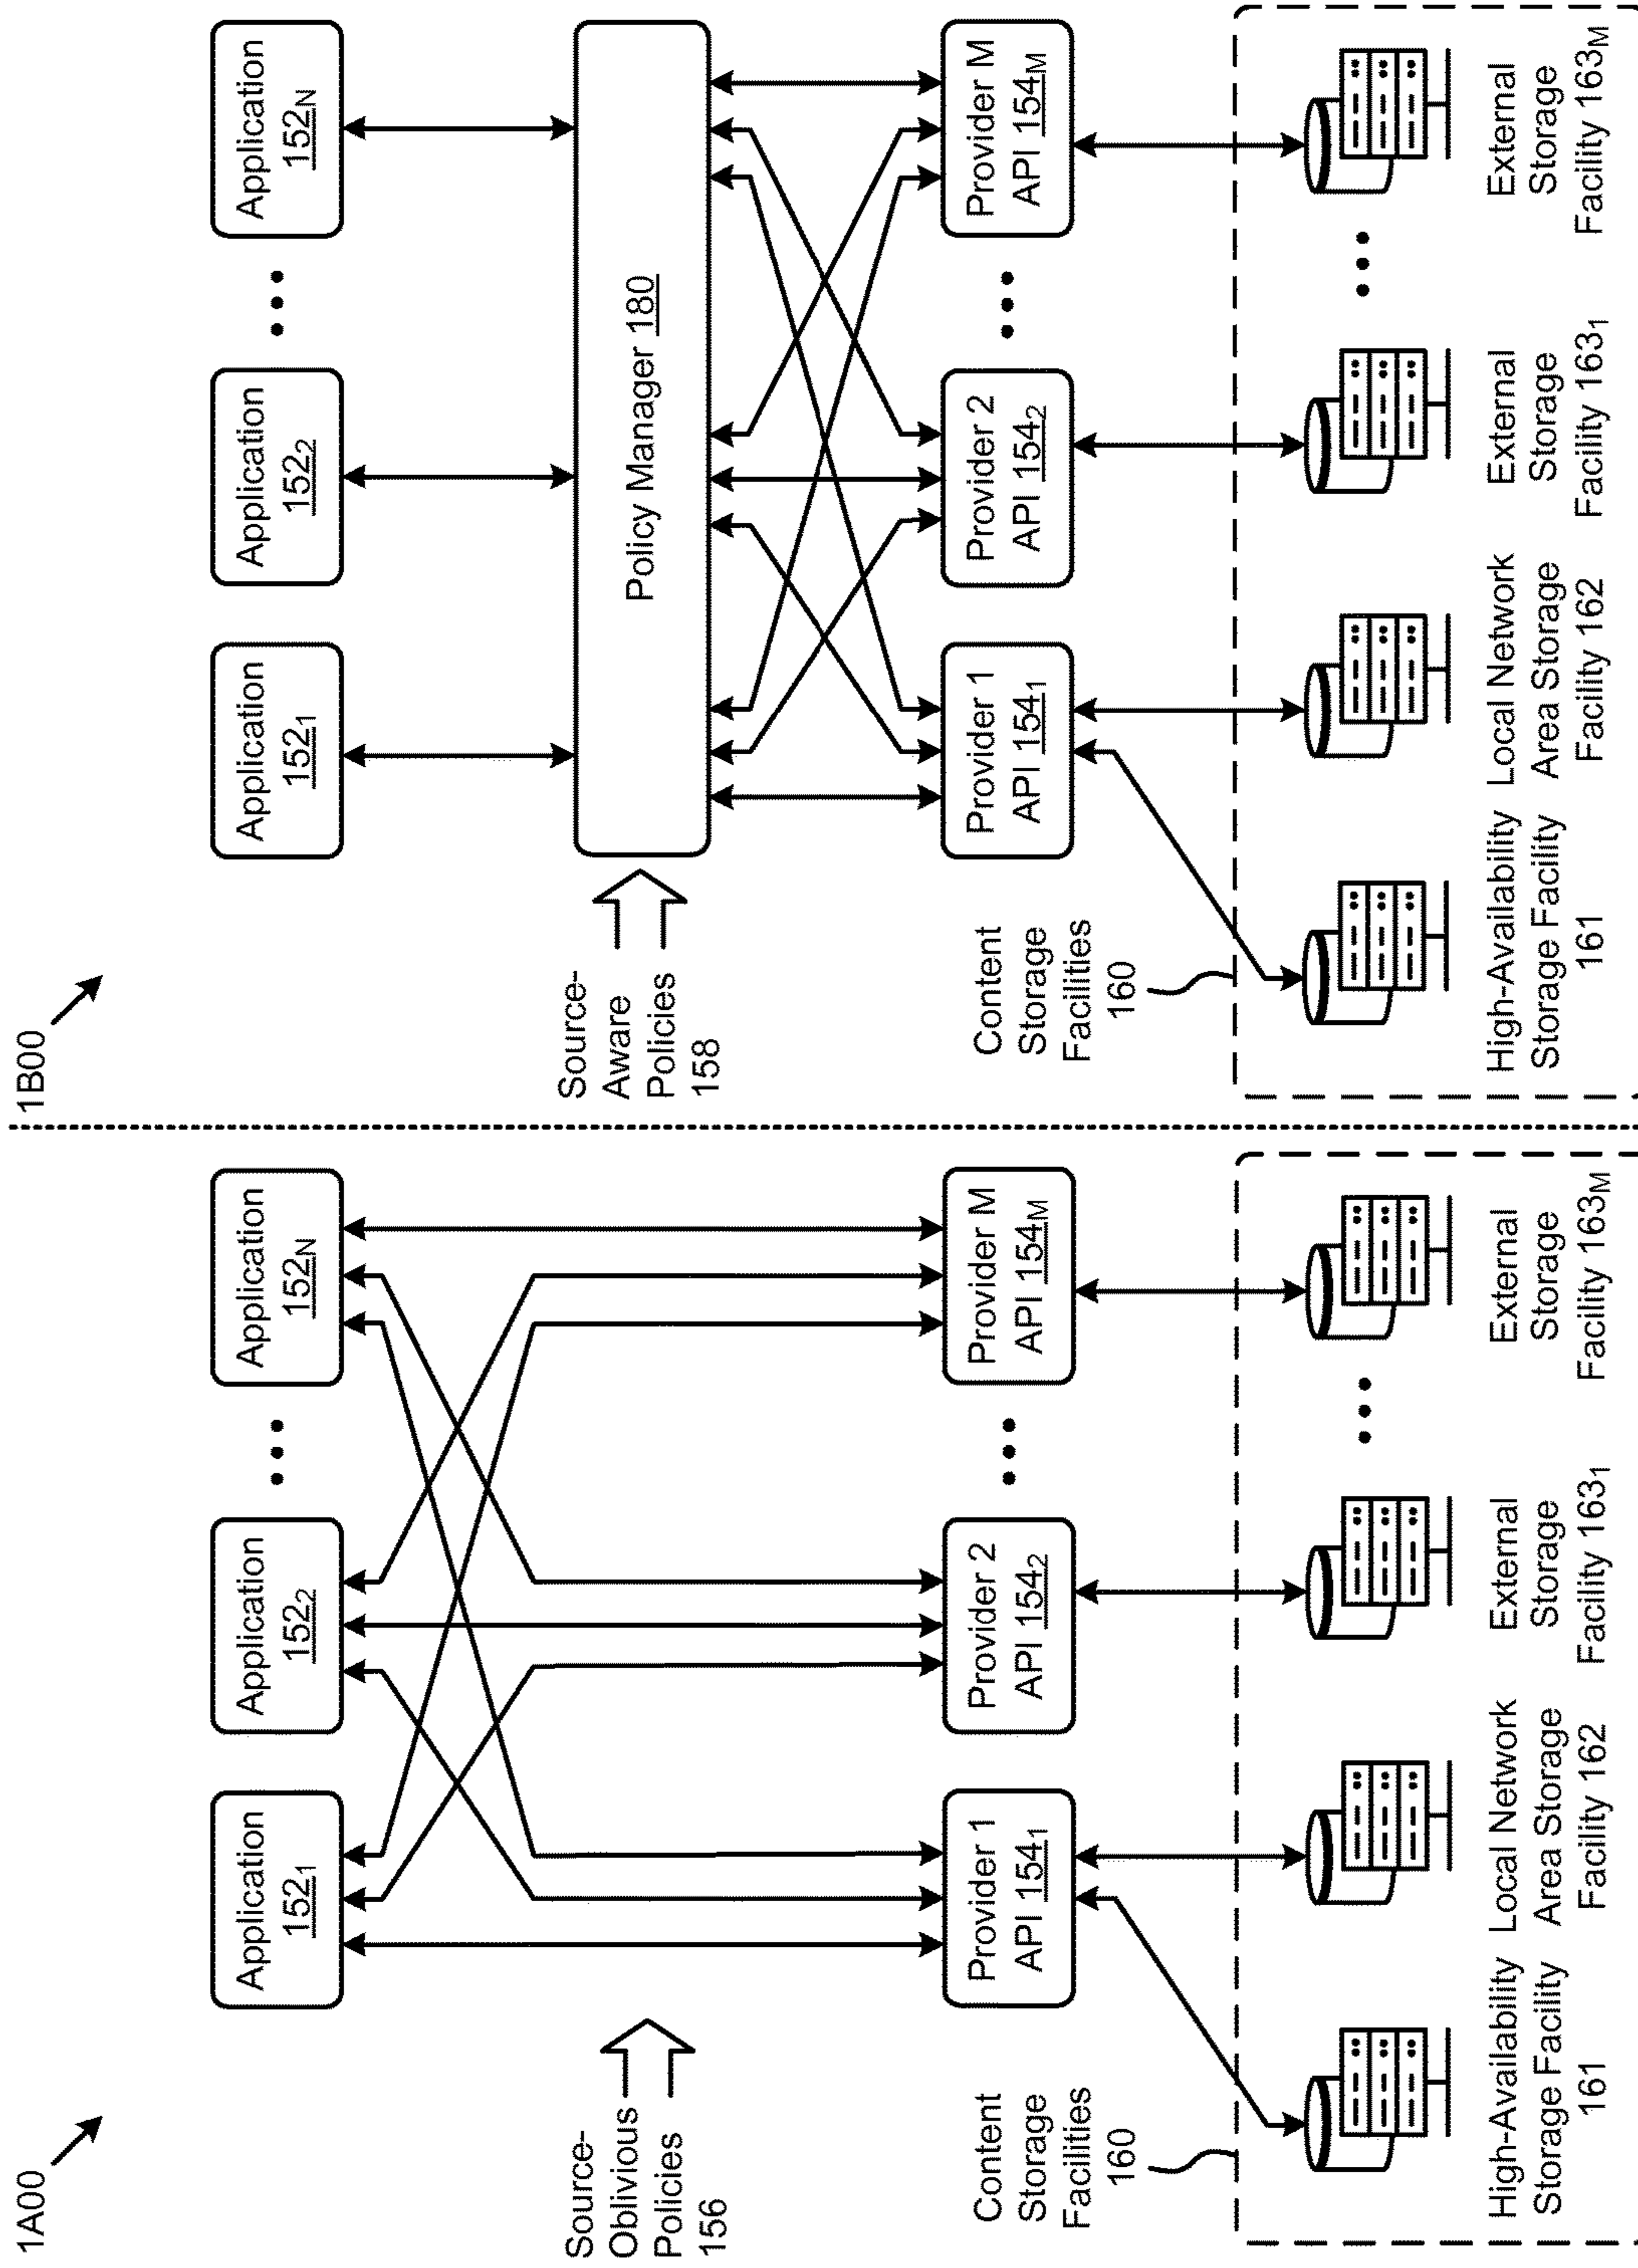 1A00
Application
152₁
Application
152₂
Application
152N
Source-
Oblivious
Policies
156
Provider 1
API 154₁
Provider 2
API 154₂
Provider M
API 154M
Content
Storage
Facilities
160
High-Availability
Storage Facility
161
Local Network
Area Storage
Facility 162
External
Storage
Facility 163₁
External
Storage
Facility 163M
1B00
Application
152₁
Application
152₂
Application
152N
Source-
Aware
Policies
158
Policy Manager 180
Provider 1
API 154₁
Provider 2
API 154₂
Provider M
API 154M
Content
Storage
Facilities
160
High-Availability
Storage Facility
161
Local Network
Area Storage
Facility 162
External
Storage
Facility 163₁
External
Storage
Facility 163M